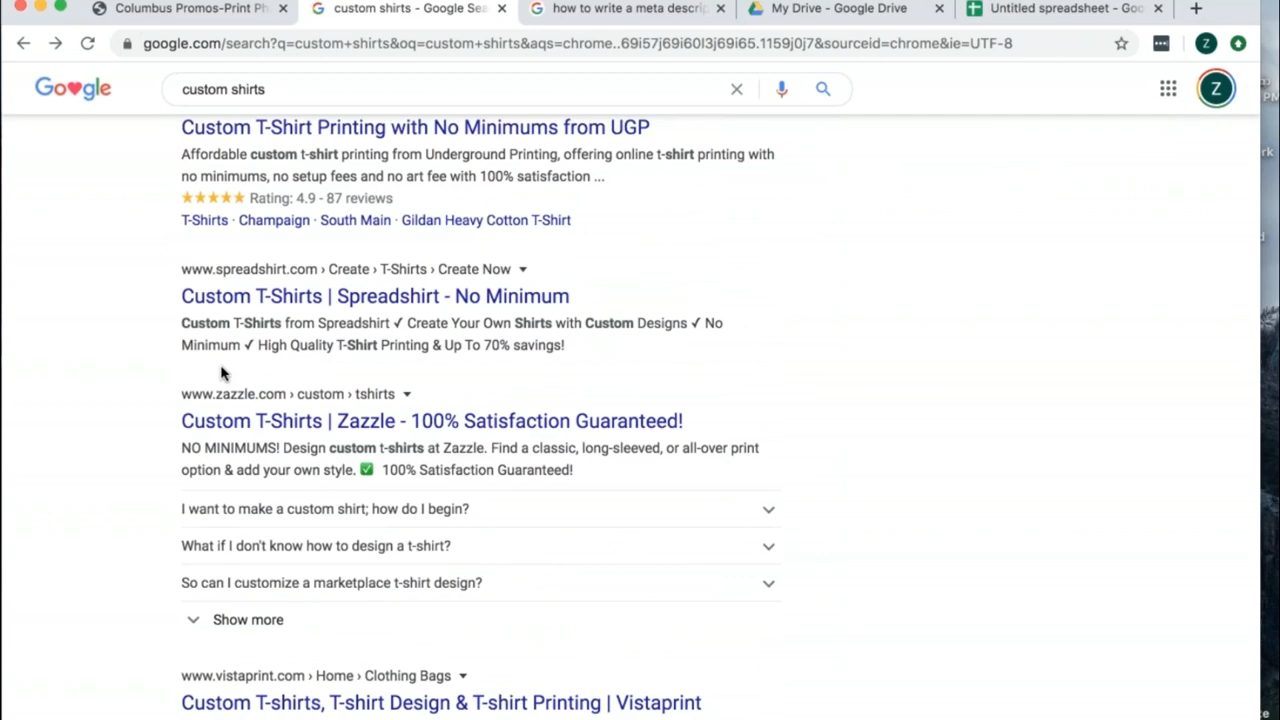 Columbus Promos-Print Ph
custom shirts - Google Sea
how to write a meta descrip
My Drive - Google Drive
Untitled spreadsheet - Goo
google.com/search?q=custom+shirts&oq=custom+shirts&aqs=chrome..69i57j69i60l3j69i65.1159j0j7&sourceid=chrome&ie=UTF-8
Z
Go♥gle
custom shirts
Z
PM
Custom T-Shirt Printing with No Minimums from UGP
Affordable custom t-shirt printing from Underground Printing, offering online t-shirt printing with
no minimums, no setup fees and no art fee with 100% satisfaction ...
★★★★★ Rating: 4.9 - 87 reviews
T-Shirts · Champaign · South Main · Gildan Heavy Cotton T-Shirt
www.spreadshirt.com › Create › T-Shirts › Create Now
Custom T-Shirts | Spreadshirt - No Minimum
Custom T-Shirts from Spreadshirt ✓ Create Your Own Shirts with Custom Designs ✓ No
Minimum ✓ High Quality T-Shirt Printing & Up To 70% savings!
www.zazzle.com › custom › tshirts
Custom T-Shirts | Zazzle - 100% Satisfaction Guaranteed!
NO MINIMUMS! Design custom t-shirts at Zazzle. Find a classic, long-sleeved, or all-over print
option & add your own style. ✅ 100% Satisfaction Guaranteed!
I want to make a custom shirt; how do I begin?
What if I don't know how to design a t-shirt?
So can I customize a marketplace t-shirt design?
Show more
www.vistaprint.com › Home › Clothing Bags
Custom T-shirts, T-shirt Design & T-shirt Printing | Vistaprint